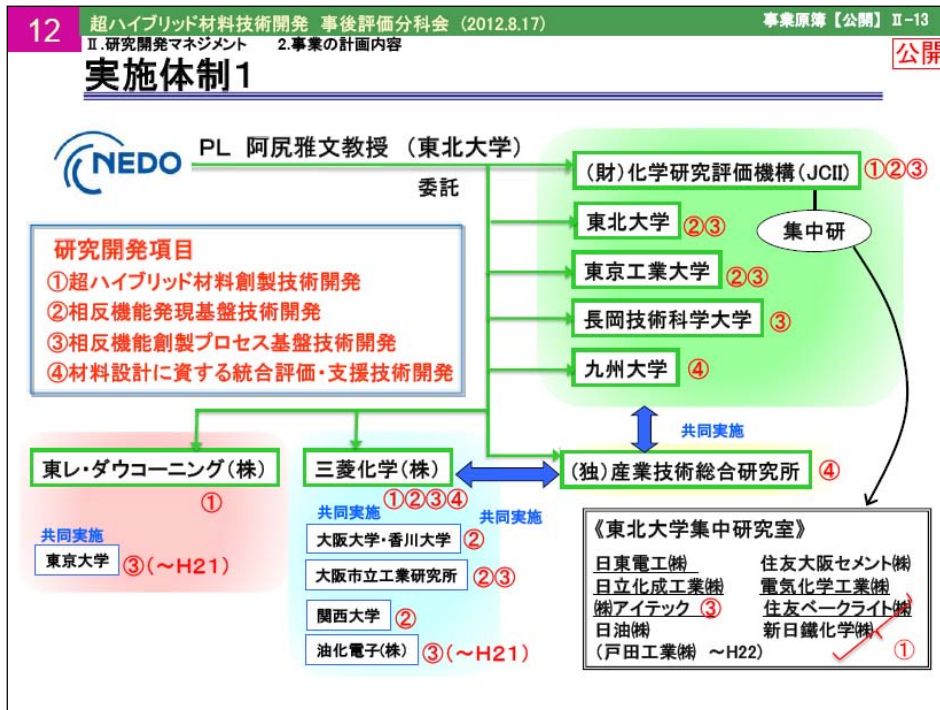 12
超ハイブリッド材料技術開発 事後評価分科会 (2012.8.17)
事業原簿【公開】Ⅱ-13
Ⅱ.研究開発マネジメント 2.事業の計画内容
公開
実施体制1
NEDO
PL 阿尻雅文教授 (東北大学)
委託
(財)化学研究評価機構(JCII) ①②③
集中研
東北大学 ②③
東京工業大学 ②③
長岡技術科学大学 ③
九州大学 ④
研究開発項目
①超ハイブリッド材料創製技術開発
②相反機能発現基盤技術開発
③相反機能創製プロセス基盤技術開発
④材料設計に資する統合評価・支援技術開発
共同実施
東レ・ダウコーニング(株)
①
共同実施
東京大学 ③(~H21)
三菱化学(株)
①②③④
共同実施
共同実施
(独)産業技術総合研究所 ④
大阪大学・香川大学 ②
大阪市立工業研究所 ②③
関西大学 ②
油化電子(株) ③(~H21)
《東北大学集中研究室》
日東電工㈱ 住友大阪セメント㈱
日立化成工業㈱ 電気化学工業㈱
㈱アイテック ③ 住友ベークライト㈱
日油㈱ 新日鐵化学㈱
(戸田工業㈱ ~H22) ①